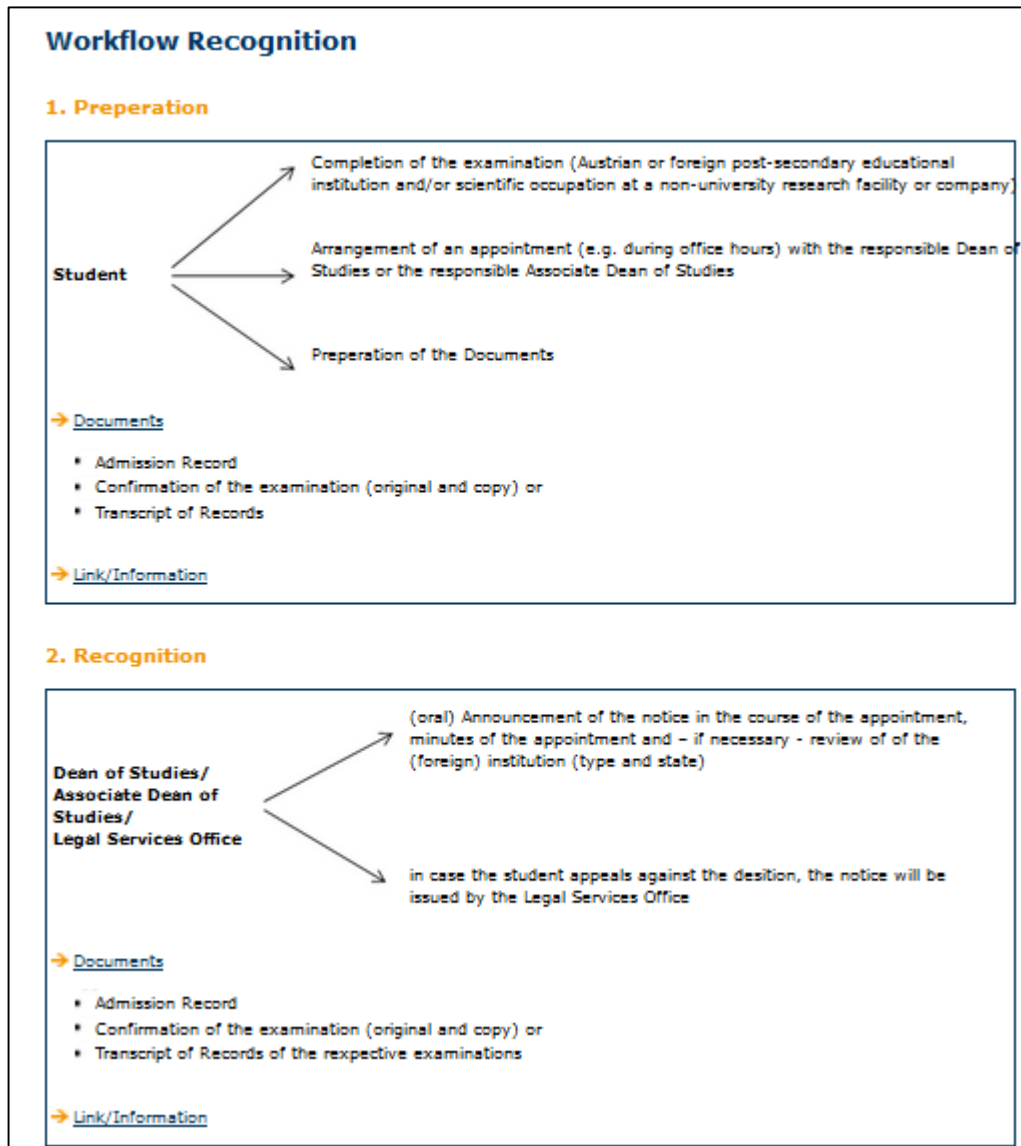 Workflow Recognition
1. Preperation
Completion of the examination (Austrian or foreign post-secondary educational
institution and/or scientific occupation at a non-university research facility or company)
Arrangement of an appointment (e.g. during office hours) with the responsible Dean of
Studies or the responsible Associate Dean of Studies
Student
Preperation of the Documents
Documents
Admission Record
Confirmation of the examination (original and copy) or
Transcript of Records
Link/Information
2. Recognition
(oral) Announcement of the notice in the course of the appointment,
minutes of the appointment and – if necessary - review of of the
(foreign) institution (type and state)
Dean of Studies/
Associate Dean of
Studies/
Legal Services Office
in case the student appeals against the desition, the notice will be
issued by the Legal Services Office
Documents
Admission Record
Confirmation of the examination (original and copy) or
Transcript of Records of the rexpective examinations
Link/Information